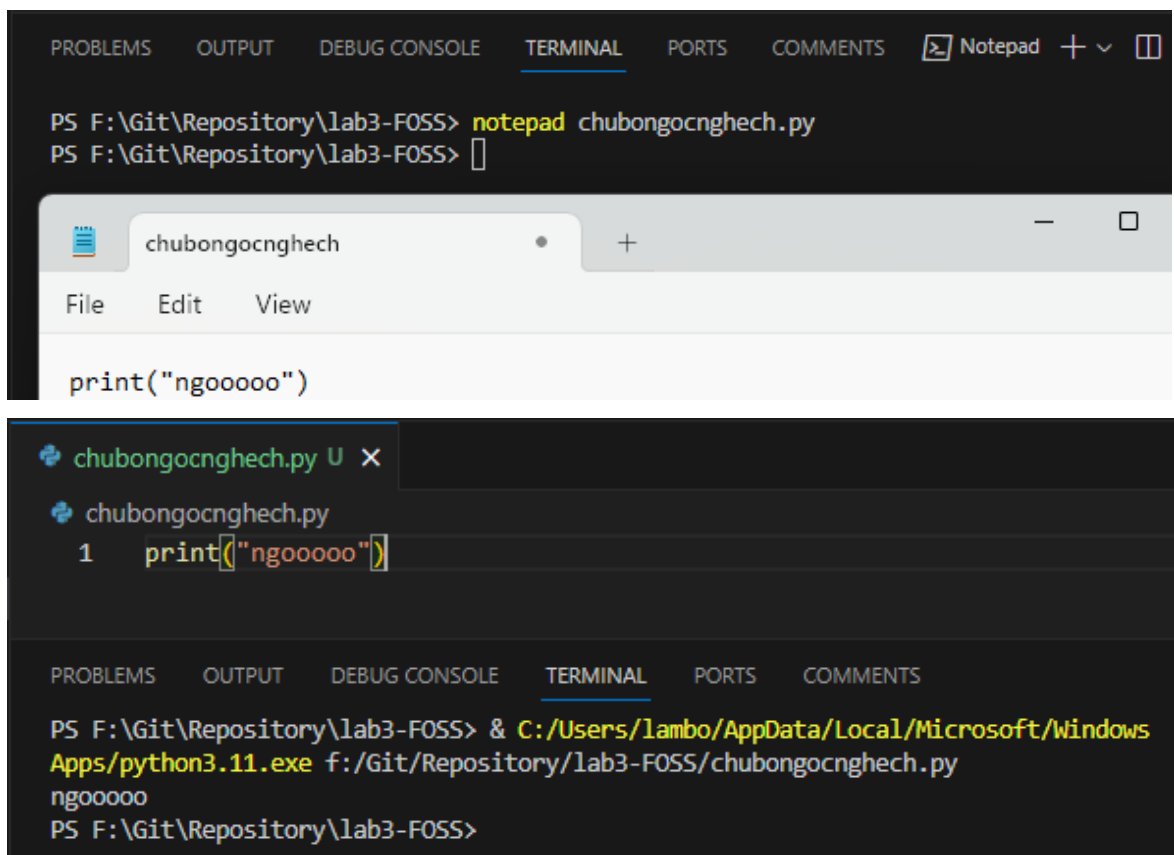 PROBLEMS OUTPUT DEBUG CONSOLE TERMINAL PORTS COMMENTS Notepad
PS F:\Git\Repository\lab3-FOSS> notepad chubongocnghech.py
PS F:\Git\Repository\lab3-FOSS>
chubongocnghech
File Edit View
print("ngooooo")
chubongocnghech.py U
chubongocnghech.py
1 print("ngooooo")
PROBLEMS OUTPUT DEBUG CONSOLE TERMINAL PORTS COMMENTS
PS F:\Git\Repository\lab3-FOSS> & C:/Users/lambo/AppData/Local/Microsoft/Windows
Apps/python3.11.exe f:/Git/Repository/lab3-FOSS/chubongocnghech.py
ngooooo
PS F:\Git\Repository\lab3-FOSS>